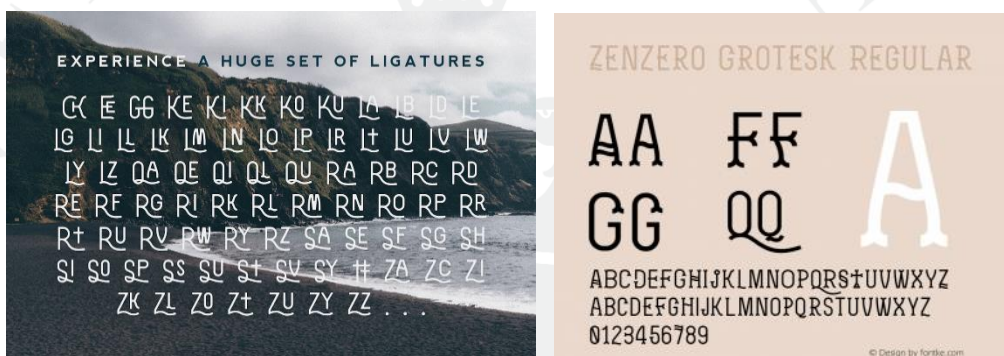 EXPERIENCE A HUGE SET OF LIGATURES
CK EE GG KE KI KK KO KU LA LB LD LE
LG LI LL LK LM LN LO LP LR Lt LU LV LW
LY LZ QA QE QI QL QU RA RB RC RD
RE RF RG RI RK RL RM RN RO RP RR
Rt RU RV RW RY RZ SA SE SF SG SH
SI SO SP SS SU St SV SY tt ZA ZC ZI
ZK ZL ZO Zt ZU ZY ZZ . . .
ZENZERO GROTESK REGULAR
AA FF
GG QQ
A
ABCDEFGHIJKLMNOPQRStUVWXYZ
ABCDEFGHIJKLMNOPQRSTUVWXYZ
0123456789
© Design by fontke.com